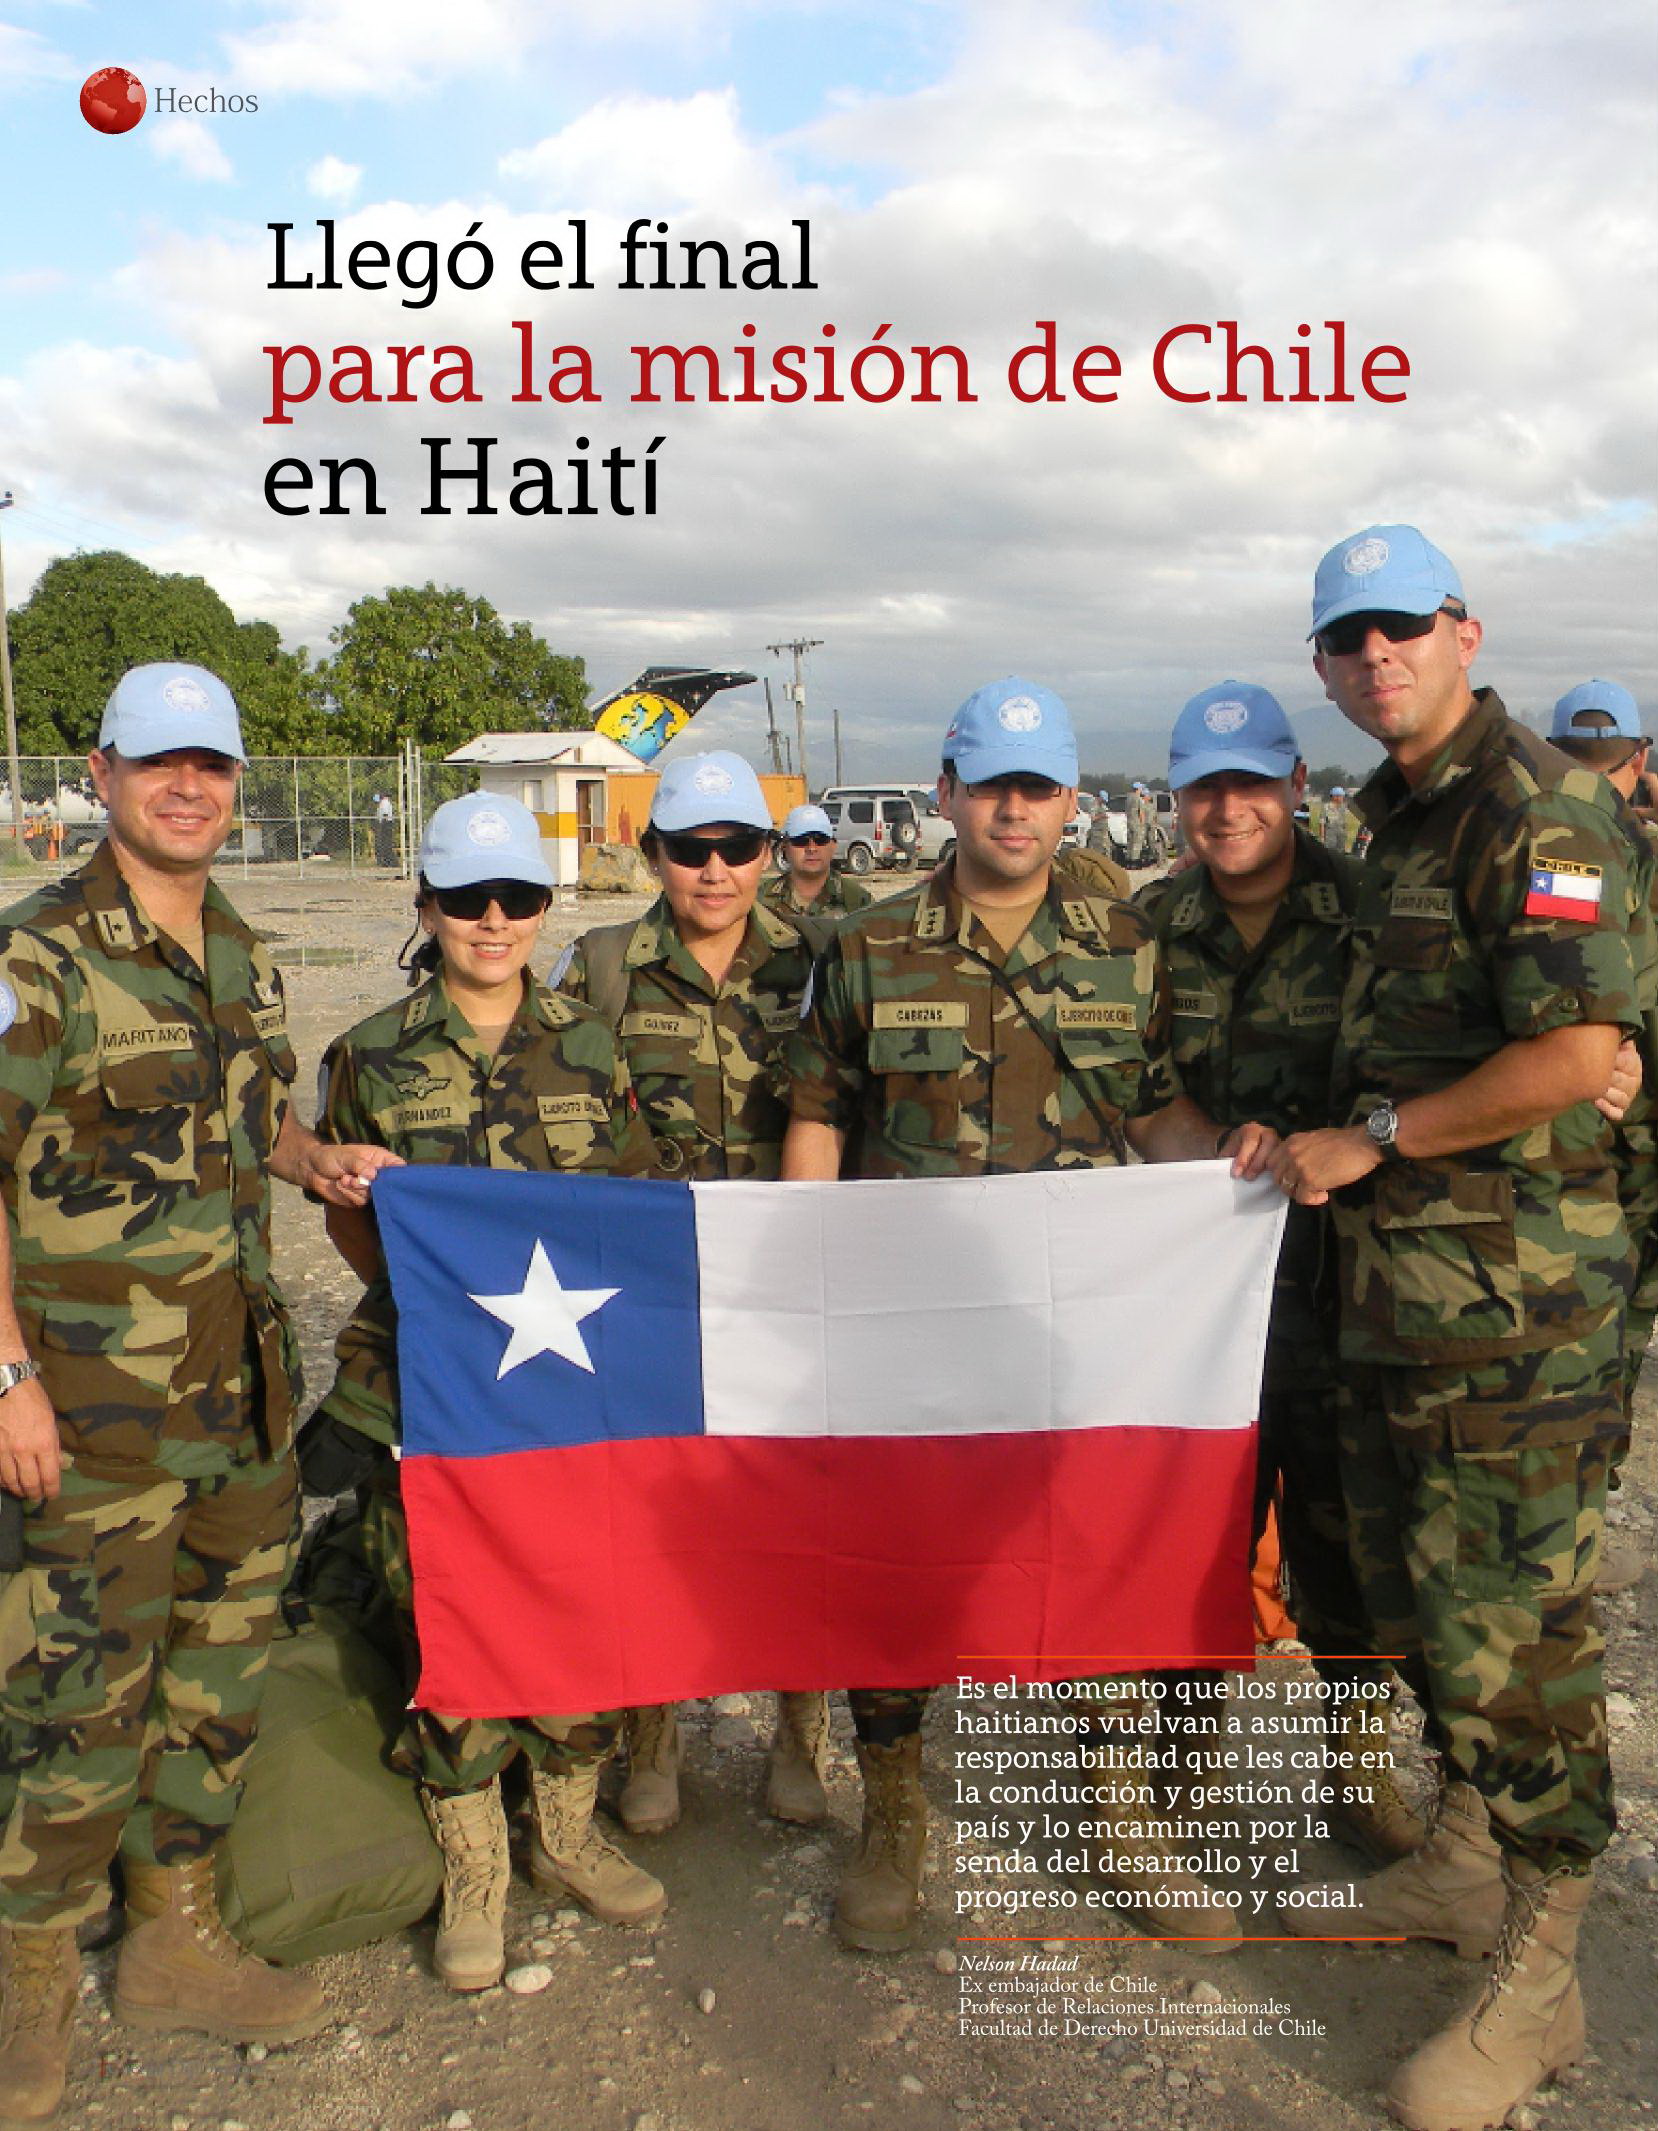 Hechos
Llegó el final
para la misión de Chile
en Haití
CHILE
MARITANO
GOMEZ
CABEZAS
EJERCITO DE CHILE
EJERCITO
Es el momento que los propios
haitianos vuelvan a asumir la
responsabilidad que les cabe en
la conducción y gestión de su
país y lo encaminen por la
senda del desarrollo y el
progreso económico y social.
Nelson Hadad
Ex embajador de Chile
Profesor de Relaciones Internacionales
Facultad de Derecho Universidad de Chile